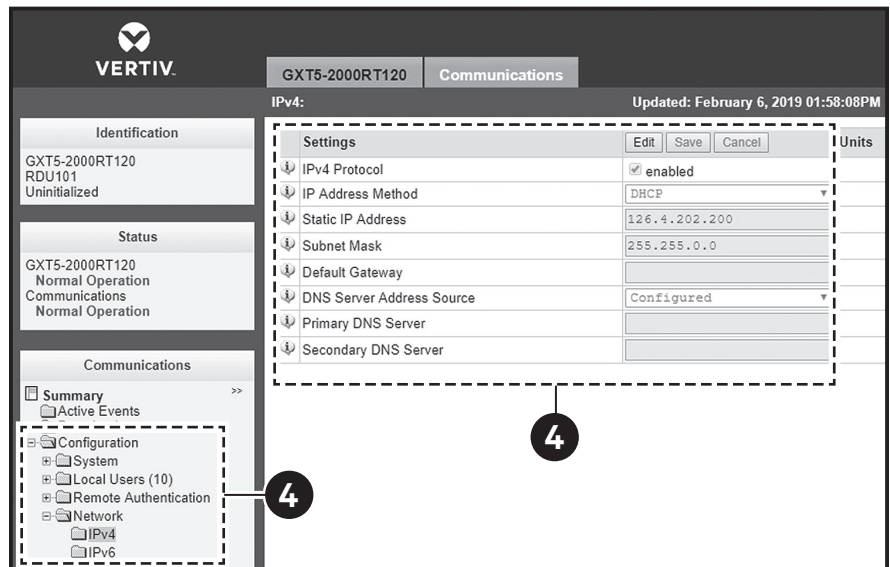 VERTIV.
GXT5-2000RT120
Communications
IPv4:
Updated: February 6, 2019 01:58:08PM
Identification
GXT5-2000RT120
RDU101
Uninitialized
Status
GXT5-2000RT120
Normal Operation
Communications
Normal Operation
Communications
Summary >>
Active Events
Configuration
System
Local Users (10)
Remote Authentication
Network
IPv4
IPv6
4
Settings Edit Save Cancel Units
IPv4 Protocol enabled
IP Address Method DHCP
Static IP Address 126.4.202.200
Subnet Mask 255.255.0.0
Default Gateway
DNS Server Address Source Configured
Primary DNS Server
Secondary DNS Server
4